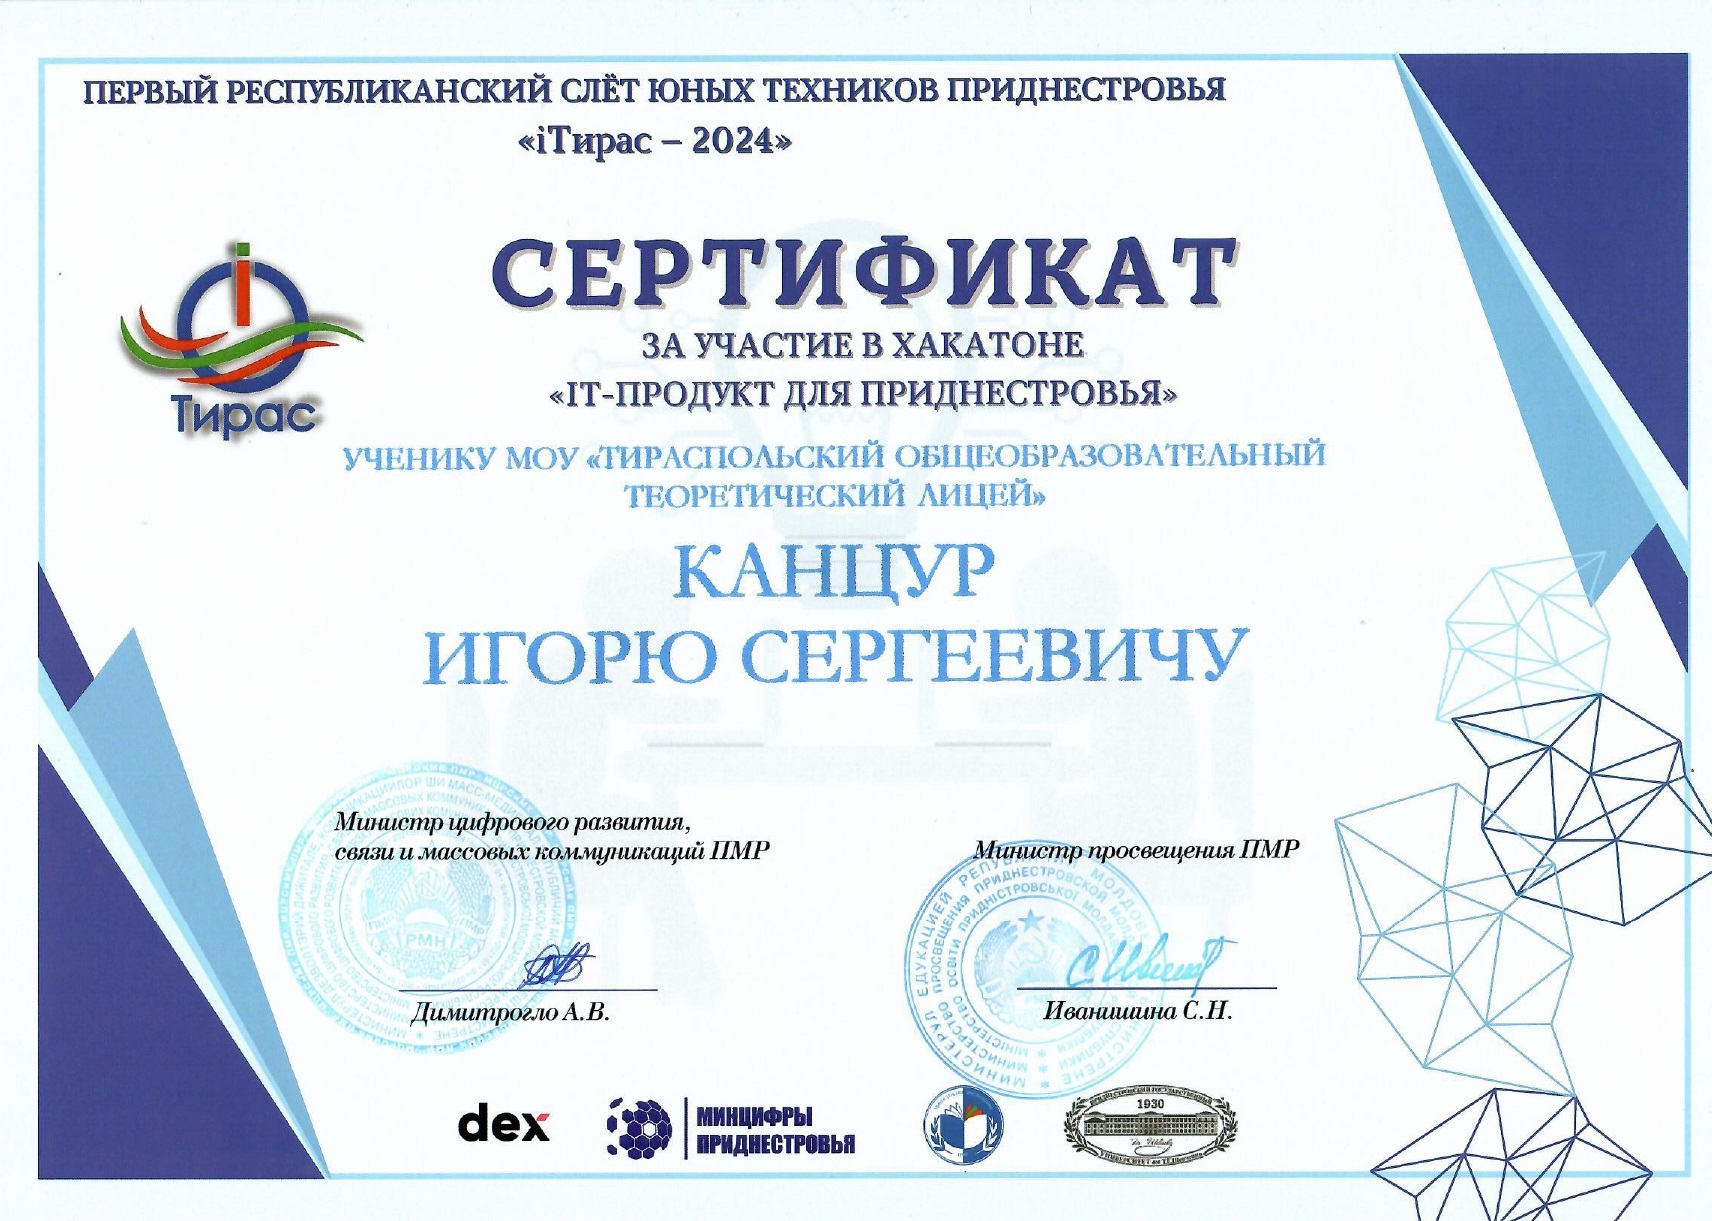 ПЕРВЫЙ РЕСПУБЛИКАНСКИЙ СЛЁТ ЮНЫХ ТЕХНИКОВ ПРИДНЕСТРОВЬЯ
«iТирас – 2024»
СЕРТИФИКАТ
ЗА УЧАСТИЕ В ХАКАТОНЕ
«IT-ПРОДУКТ ДЛЯ ПРИДНЕСТРОВЬЯ»
i
Тирас
УЧЕНИКУ МОУ «ТИРАСПОЛЬСКИЙ ОБЩЕОБРАЗОВАТЕЛЬНЫЙ
ТЕОРЕТИЧЕСКИЙ ЛИЦЕЙ»
КАНЦУР
ИГОРЮ СЕРГЕЕВИЧУ
Министр цифрового развития,
связи и массовых коммуникаций ПМР
Димитрогло А.В.
РМН
ПМР
Министр просвещения ПМР
Иванишина С.Н.
dex
МИНЦИФРЫ
ПРИДНЕСТРОВЬЯ
1930